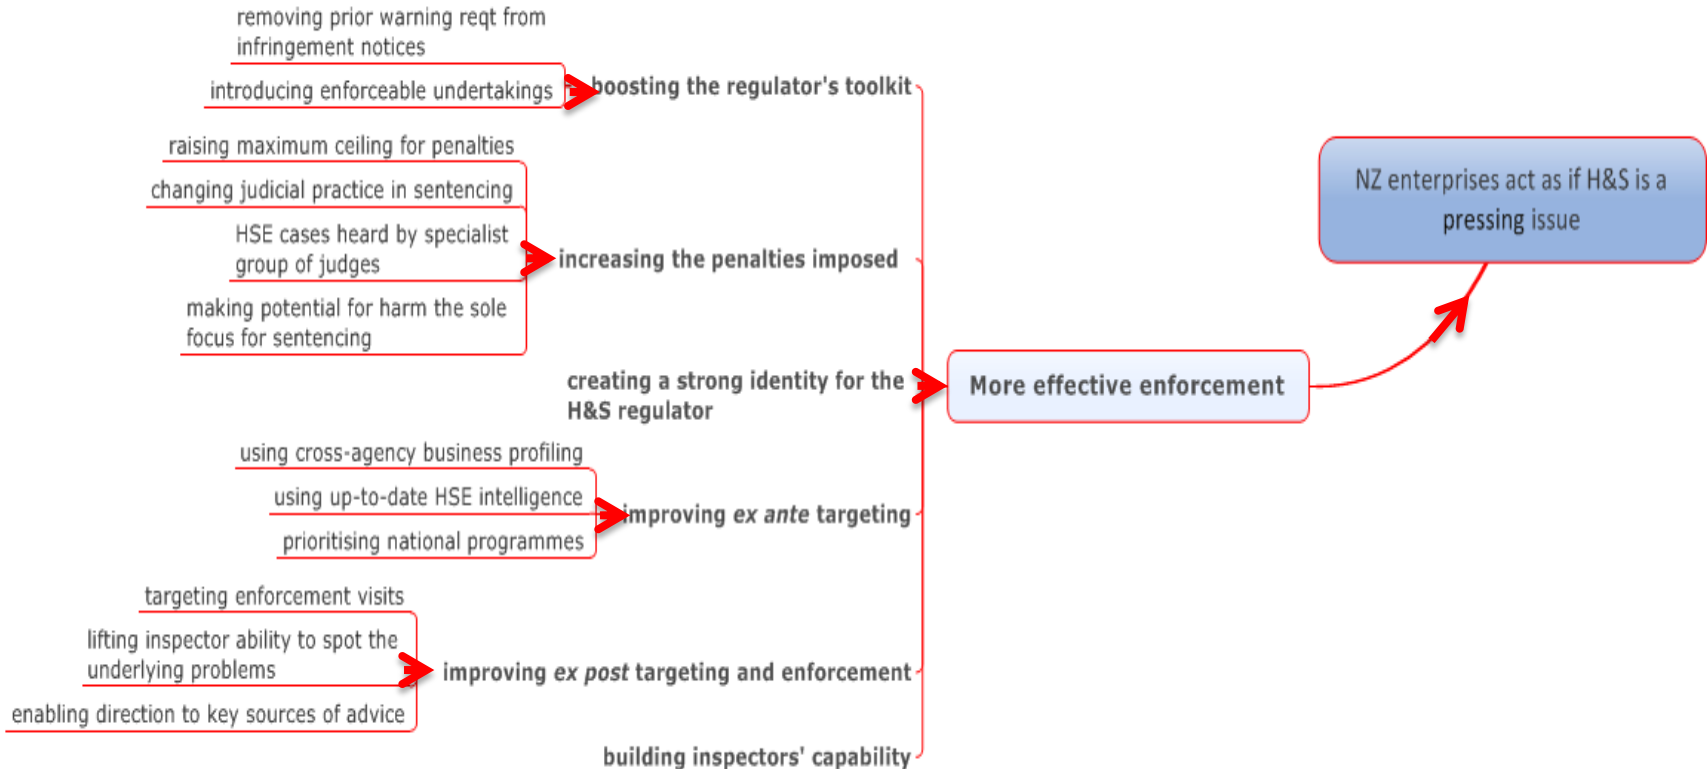 removing prior warning reqt from
infringement notices
introducing enforceable undertakings
boosting the regulator's toolkit
raising maximum ceiling for penalties
changing judicial practice in sentencing
HSE cases heard by specialist
group of judges
making potential for harm the sole
focus for sentencing
increasing the penalties imposed
creating a strong identity for the
H&S regulator
using cross-agency business profiling
using up-to-date HSE intelligence
prioritising national programmes
improving ex ante targeting
targeting enforcement visits
lifting inspector ability to spot the
underlying problems
enabling direction to key sources of advice
improving ex post targeting and enforcement
building inspectors' capability
More effective enforcement
NZ enterprises act as if H&S is a
pressing issue